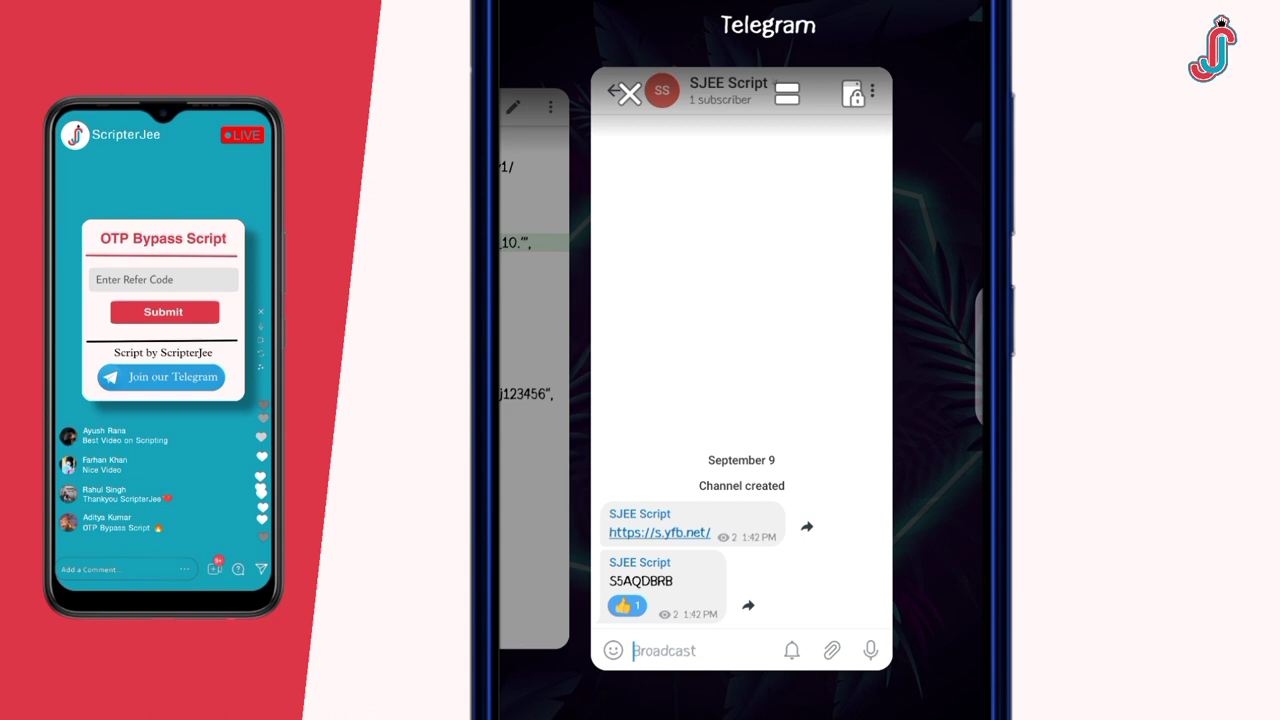 ScripterJee
LIVE
OTP Bypass Script
Enter Refer Code
Submit
Script by ScripterJee
Join our Telegram
Ayush Rana
Best Video on Scripting
Farhan Khan
Nice Video
Rahul Singh
Thankyou ScripterJee❤️
Aditya Kumar
OTP Bypass Script 🔥
Add a Comment...
9+
Telegram
SS
SJEE Script
1 subscriber
1/
_10."',
j123456",
September 9
Channel created
SJEE Script
https://s.yfb.net/
2 1:42 PM
SJEE Script
S5AQDBRB
👍 1
2 1:42 PM
Broadcast